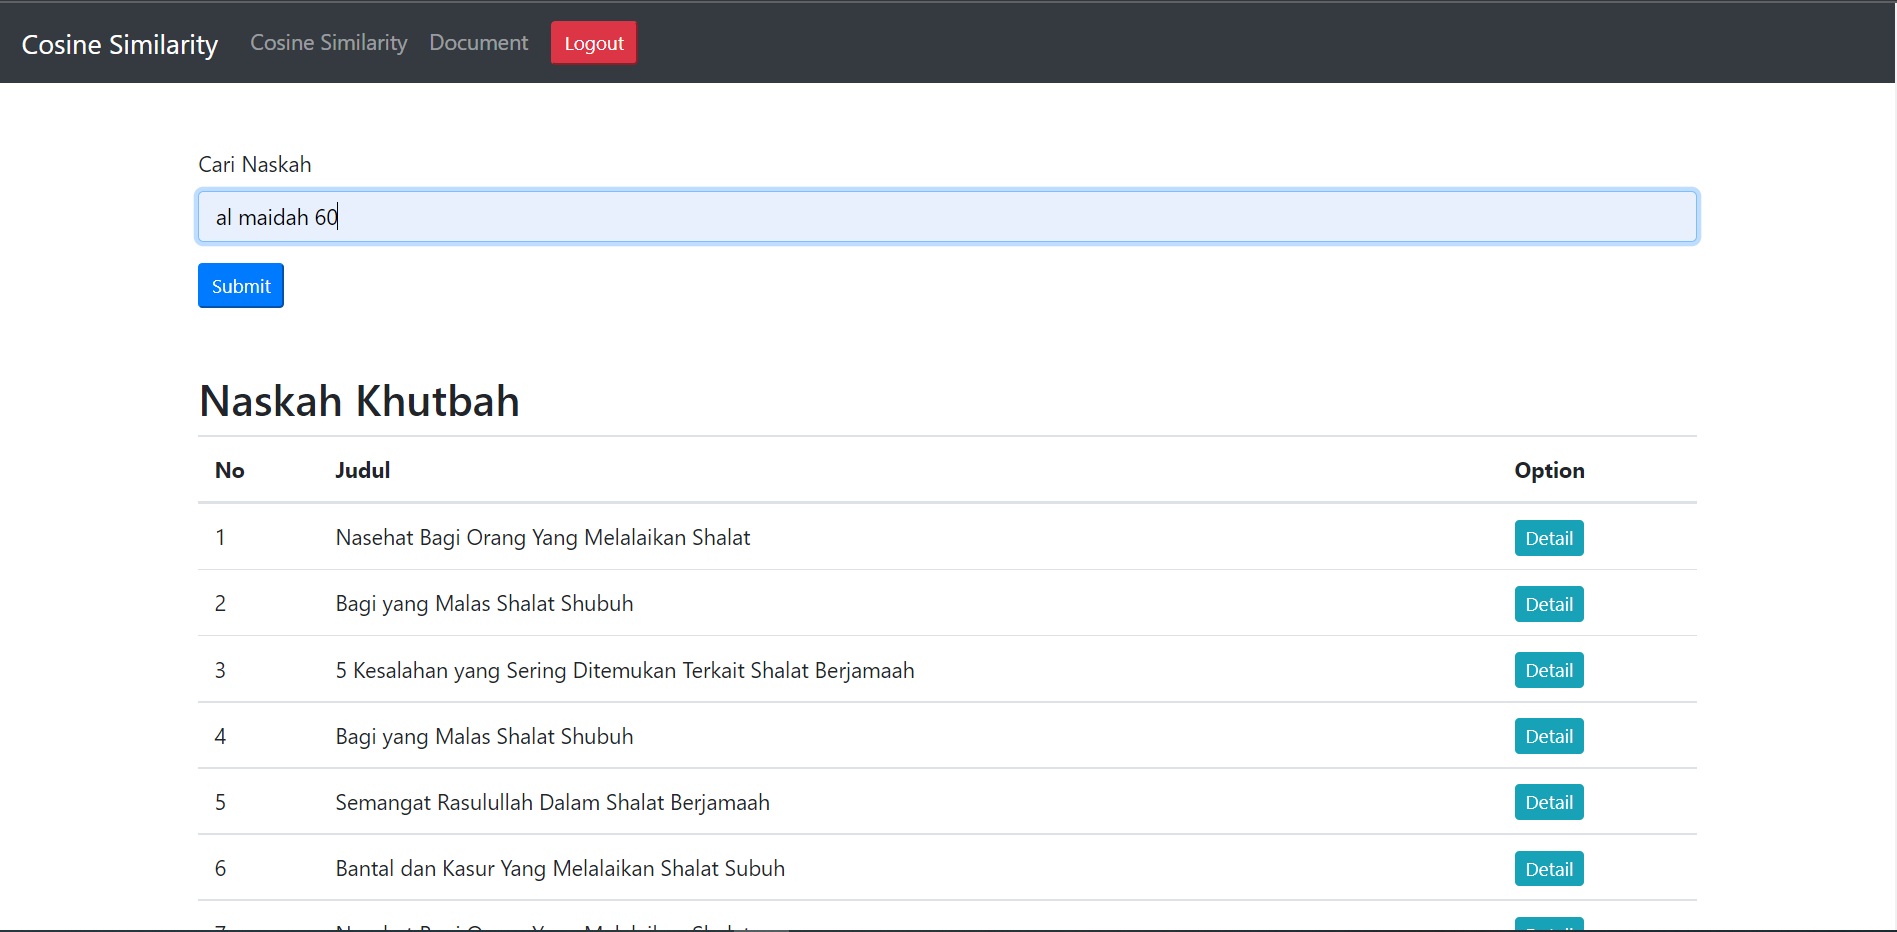 Cosine Similarity Cosine Similarity Document Logout
Cari Naskah
al maidah 60
Submit
Naskah Khutbah
No Judul Option
1 Nasehat Bagi Orang Yang Melalaikan Shalat Detail
2 Bagi yang Malas Shalat Shubuh Detail
3 5 Kesalahan yang Sering Ditemukan Terkait Shalat Berjamaah Detail
4 Bagi yang Malas Shalat Shubuh Detail
5 Semangat Rasulullah Dalam Shalat Berjamaah Detail
6 Bantal dan Kasur Yang Melalaikan Shalat Subuh Detail